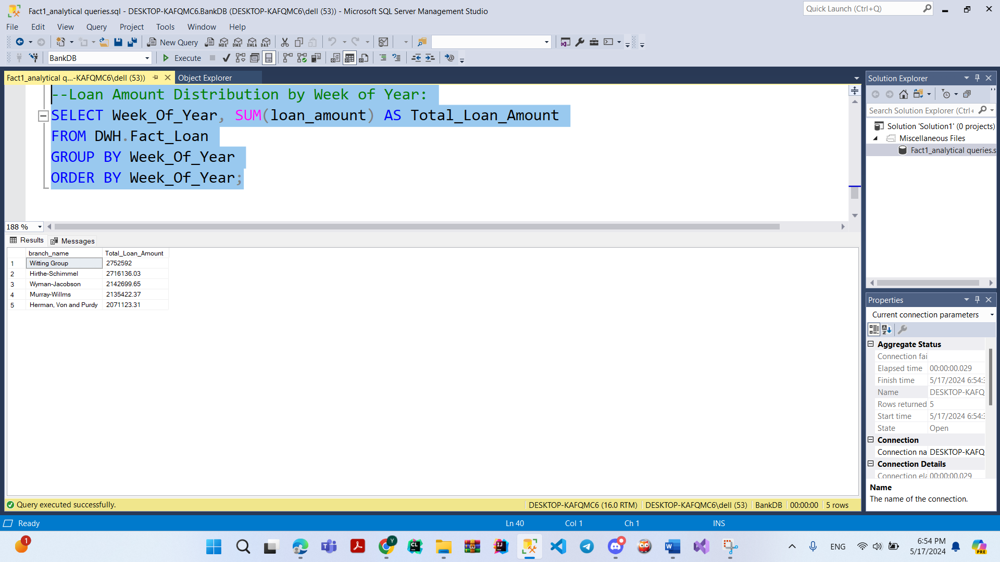 Fact1_analytical queries.sql - DESKTOP-KAFQMC6.BankDB (DESKTOP-KAFQMC6\dell (53)) - Microsoft SQL Server Management Studio
Quick Launch (Ctrl+Q)
File Edit View Query Project Tools Window Help
New Query MDX DMX XMLA DAX
BankDB Execute
Fact1_analytical q...-KAFQMC6\dell (53)) Object Explorer
--Loan Amount Distribution by Week of Year:
SELECT Week_Of_Year, SUM(loan_amount) AS Total_Loan_Amount
FROM DWH.Fact_Loan
GROUP BY Week_Of_Year
ORDER BY Week_Of_Year;
188 %
Results Messages
branch_name Total_Loan_Amount
1 Witting Group 2752592
2 Hirthe-Schimmel 2716136.03
3 Wyman-Jacobson 2142699.65
4 Murray-Willms 2135422.37
5 Herman, Von and Purdy 2071123.31
Query executed successfully.
DESKTOP-KAFQMC6 (16.0 RTM) DESKTOP-KAFQMC6\dell (53) BankDB 00:00:00 5 rows
Solution Explorer
Search Solution Explorer (Ctrl+
Solution 'Solution1' (0 projects)
Miscellaneous Files
Fact1_analytical queries.s
Properties
Current connection parameters
Aggregate Status
Connection fai
Elapsed time 00:00:00.029
Finish time 5/17/2024 6:54:3
Name DESKTOP-KAFQ
Rows returned 5
Start time 5/17/2024 6:54:3
State Open
Connection
Connection na DESKTOP-KAFQ
Connection Details
Connection ela 00:00:00.029
Name
The name of the connection.
Ready Ln 40 Col 1 Ch 1 INS
1
Y
CL
IJ
ENG
6:54 PM
5/17/2024
PRE